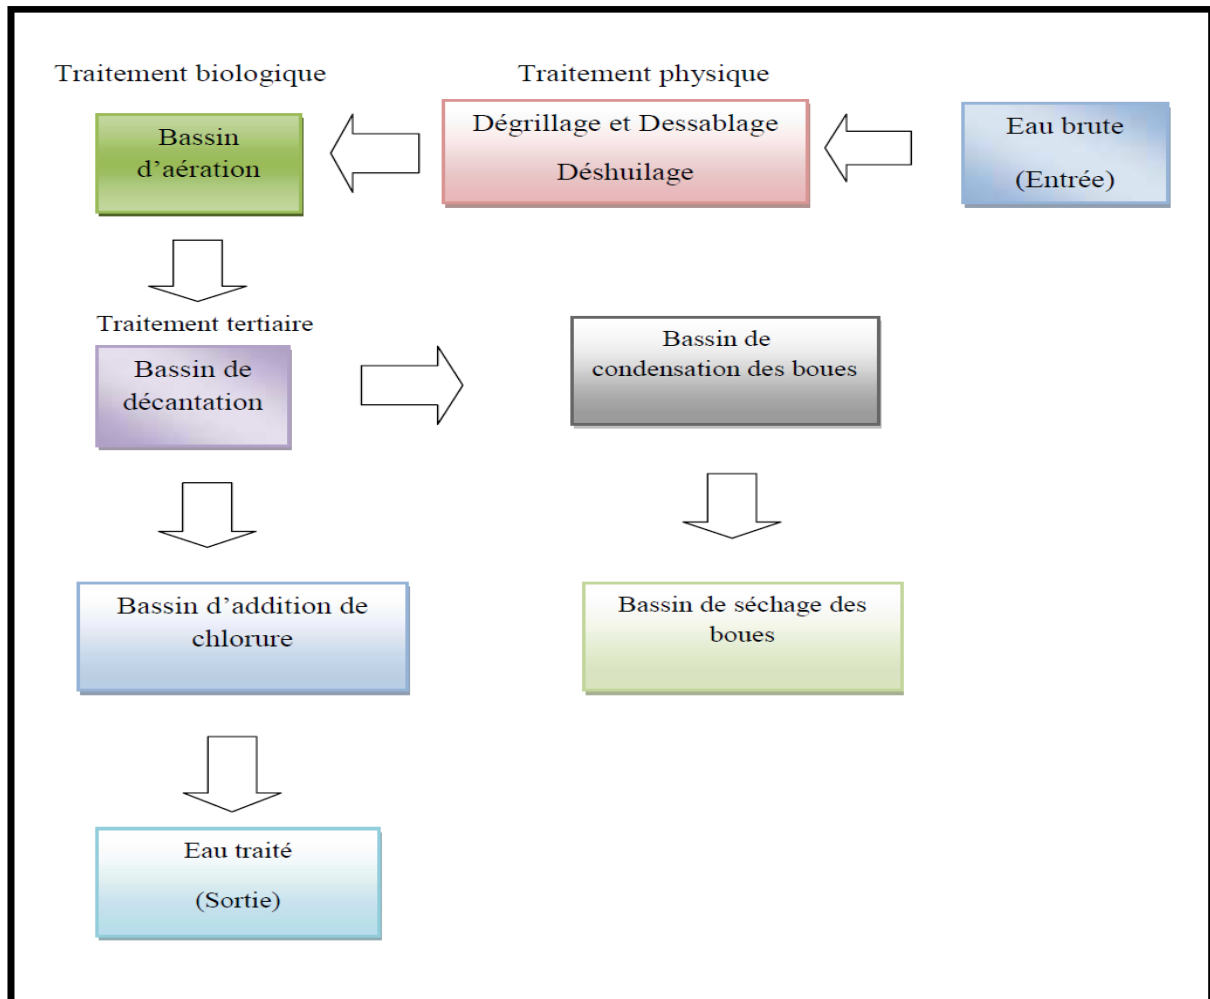 Traitement biologique
Traitement physique
Bassin
d’aération
Dégrillage et Dessablage
Déshuilage
Eau brute
(Entrée)
Traitement tertiaire
Bassin de
décantation
Bassin de
condensation des boues
Bassin d’addition de
chlorure
Bassin de séchage des
boues
Eau traité
(Sortie)